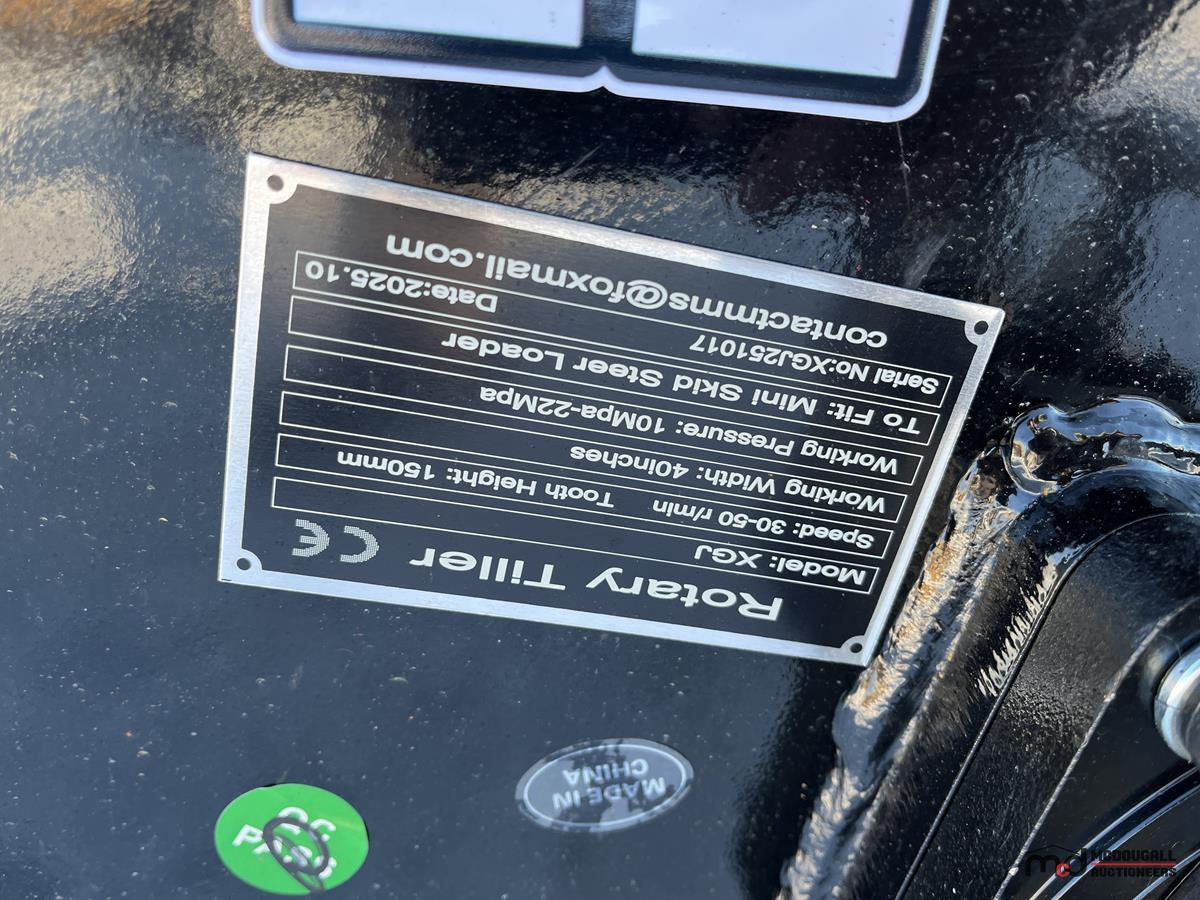 Rotary Tiller CE
Model: XGJ
Speed: 30-50 r/min Tooth Height: 150mm
Working Width: 40inches
Working Pressure: 10Mpa-22Mpa
To Fit: Mini Skid Steer Loader
Serial No:XGJ251017 Date:2025.10
contactmms@foxmail.com
MADE IN
CHINA
QC
PASS
mcd MCDOUGALL
AUCTIONEERS